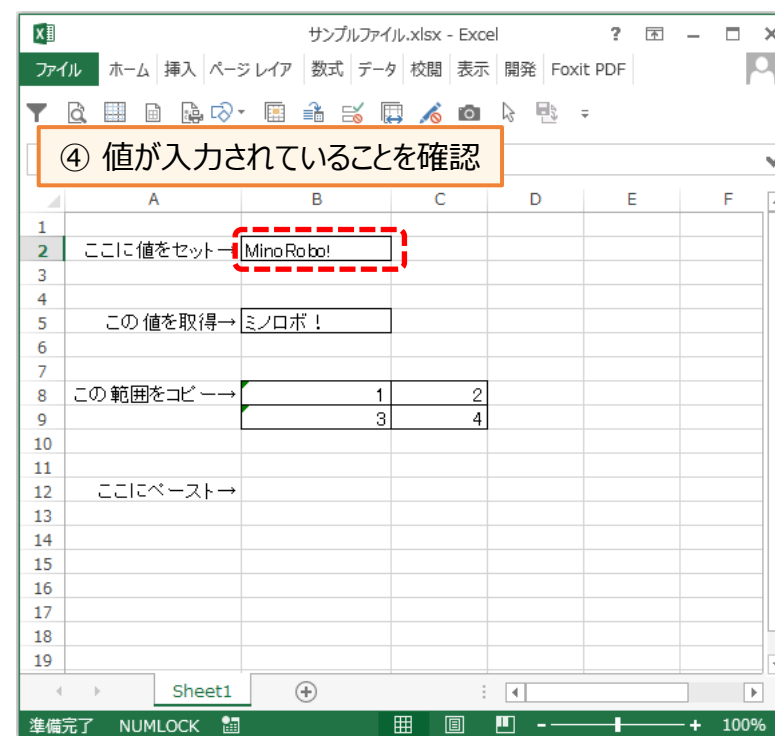 サンプルファイル.xlsx - Excel
ファイル ホーム 挿入 ページ レイア 数式 データ 校閲 表示 開発 Foxit PDF
④ 値が入力されていることを確認
A B C D E F
1
2 ここに値をセット→ MinoRobo!
3
4
5 この値を取得→ ミノロボ！
6
7
8 この範囲をコピー→ 1 2
9 3 4
10
11
12 ここにペースト→
13
14
15
16
17
18
19
Sheet1
準備完了 NUMLOCK 100%